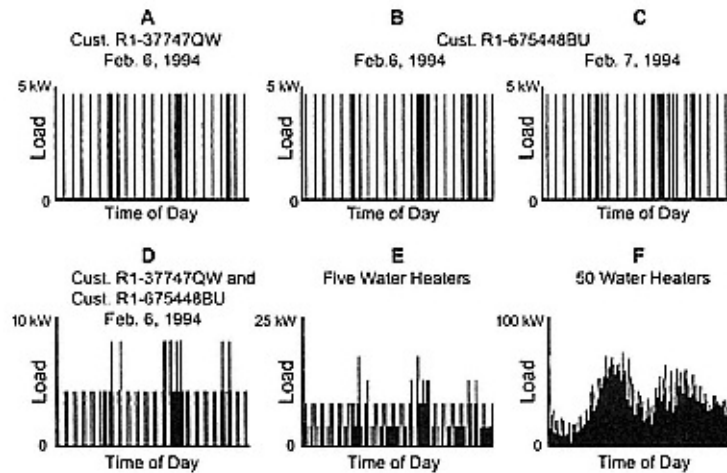 A
Cust. R1-37747QW
Feb. 6, 1994
5 kW
Load
0
Time of Day
B
C
Cust. R1-675448BU
Feb.6, 1994
Feb. 7, 1994
5 kW
Load
0
Time of Day
5 kW
Load
0
Time of Day
D
Cust. R1-37747QW and
Cust. R1-675448BU
Feb. 6, 1994
10 kW
Load
0
Time of Day
E
Five Water Heaters
25 kW
Load
0
Time of Day
F
50 Water Heaters
100 kW
Load
0
Time of Day